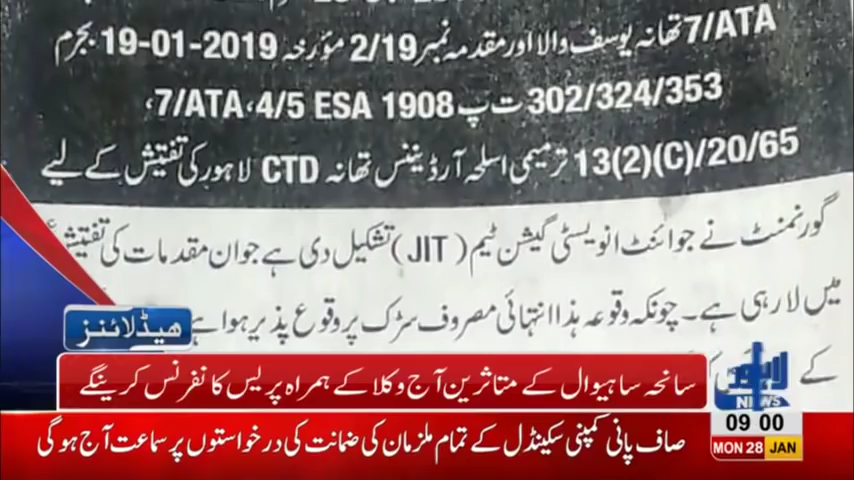 7/ATA تھانہ یوسف والا اور مقدمہ نمبر 2/19 مؤرخہ 19-01-2019 بجرم
302/324/353 ت پ 7/ATA، 4/5 ESA 1908،
13(2)(C)/20/65 ترمیمی اسلحہ آرڈیننس تھانہ CTD لاہور کی تفتیش کے لیے
گورنمنٹ نے جوائنٹ انویسٹی گیشن ٹیم (JIT) تشکیل دی ہے جو ان مقدمات کی تفتیش
میں لا رہی ہے۔ چونکہ وقوعہ ہذا انتہائی مصروف سڑک پر وقوع پذیر ہوا ہے
کے
ہیڈلائنز
سانحہ ساہیوال کے متاثرین آج وکلا کے ہمراہ پریس کانفرنس کرینگے
صاف پانی کمپنی سکینڈل کے تمام ملزمان کی ضمانت کی درخواستوں پر سماعت آج ہوگی
لاہور
NEWS
09 00
MON 28 JAN